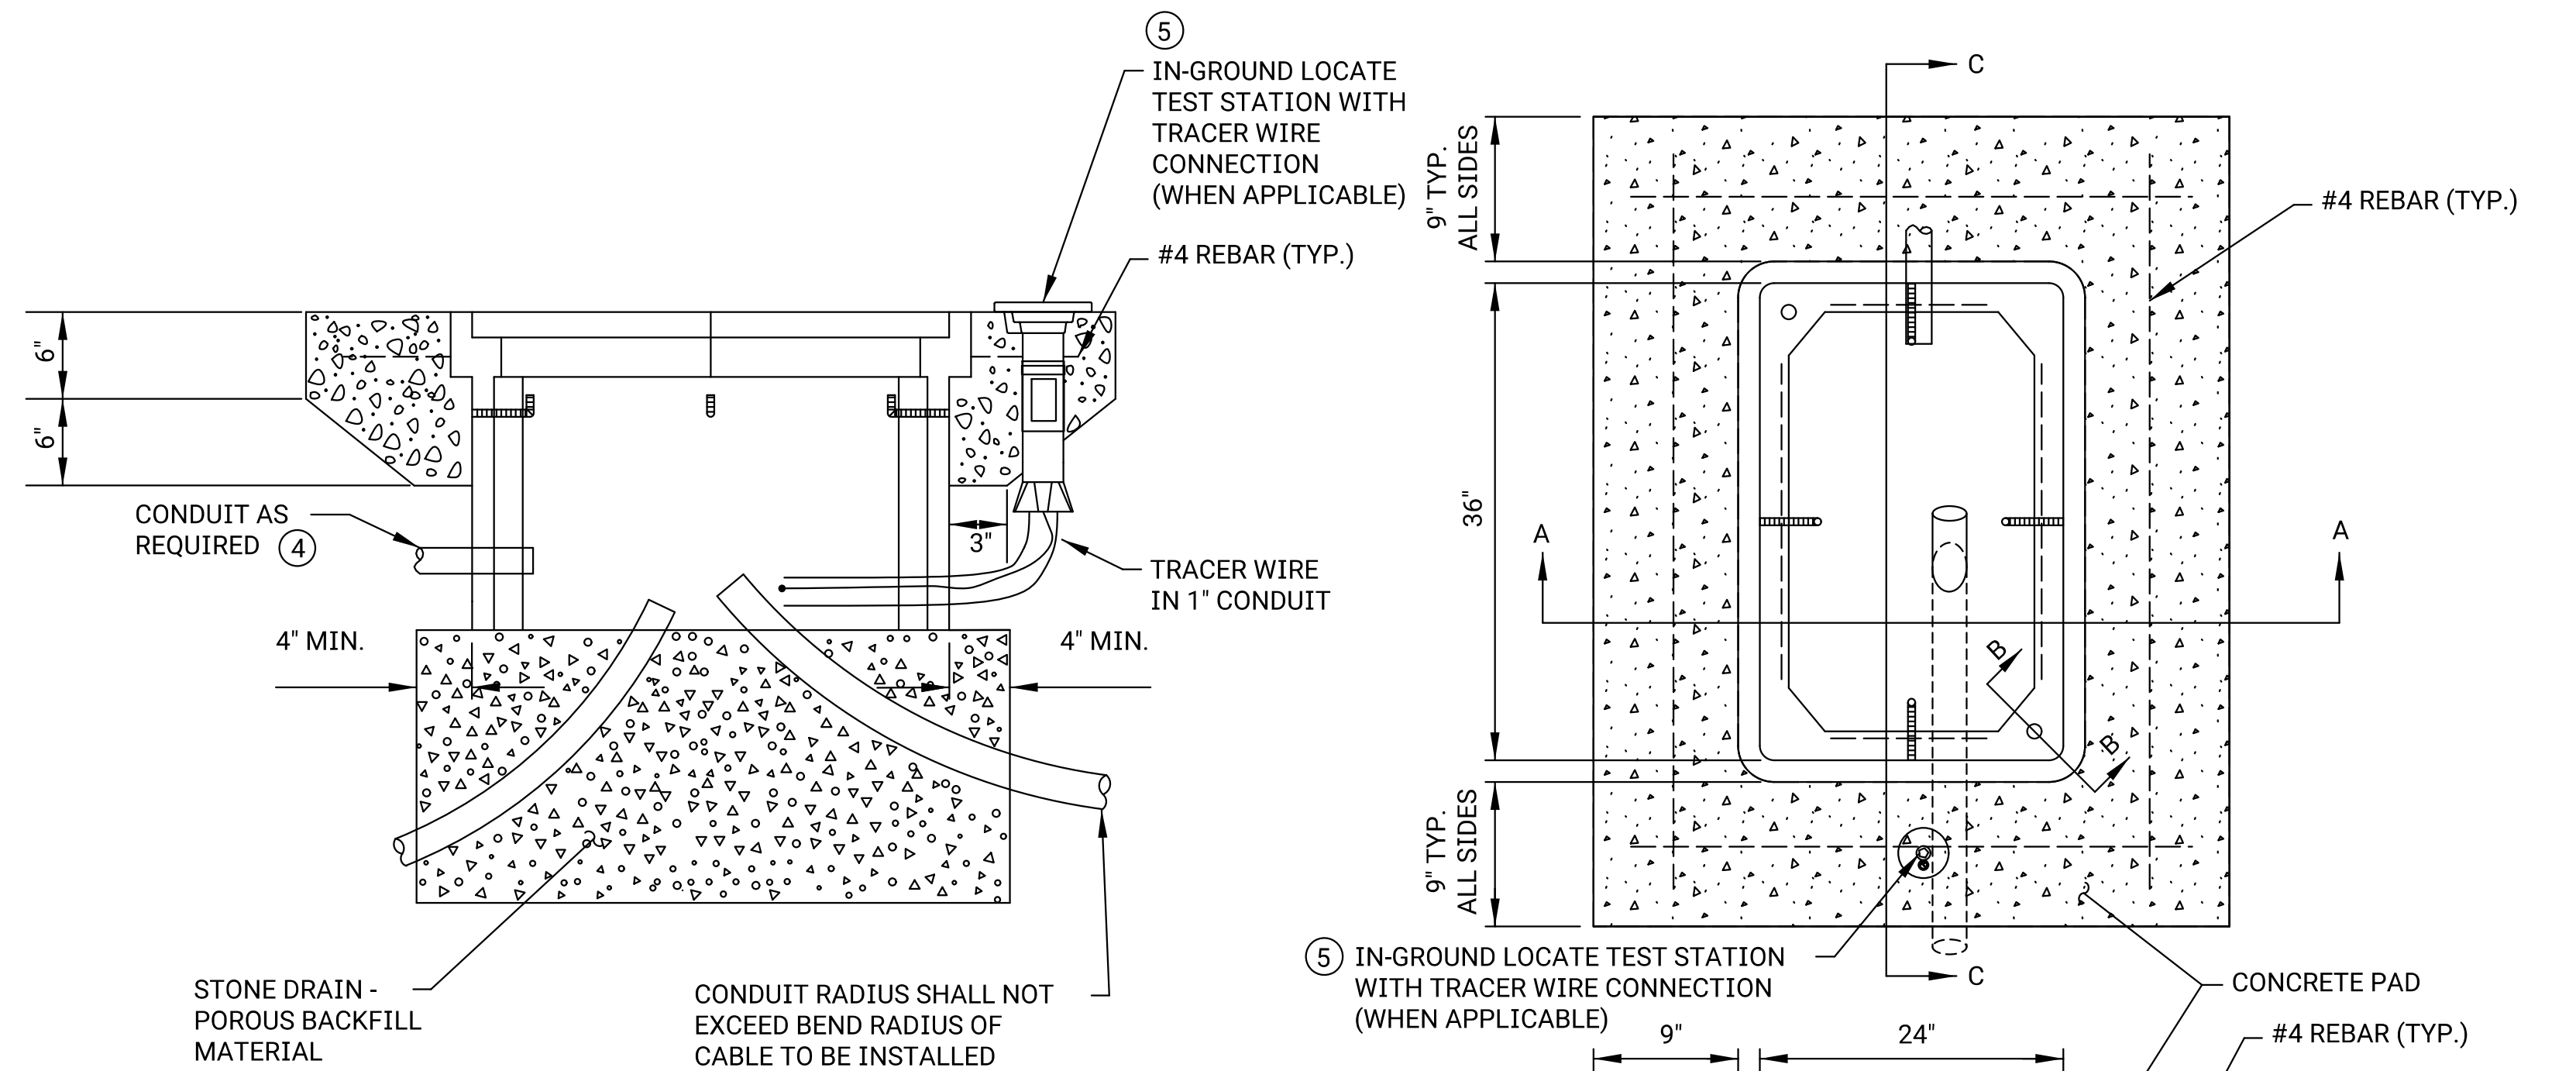 5
IN-GROUND LOCATE
TEST STATION WITH
TRACER WIRE
CONNECTION
(WHEN APPLICABLE)
#4 REBAR (TYP.)
6"
6"
CONDUIT AS
REQUIRED 4
3"
TRACER WIRE
IN 1" CONDUIT
4" MIN.
4" MIN.
STONE DRAIN -
POROUS BACKFILL
MATERIAL
CONDUIT RADIUS SHALL NOT
EXCEED BEND RADIUS OF
CABLE TO BE INSTALLED
C
9" TYP.
ALL SIDES
#4 REBAR (TYP.)
36"
A
A
B
B
9" TYP.
ALL SIDES
5 IN-GROUND LOCATE TEST STATION
WITH TRACER WIRE CONNECTION
(WHEN APPLICABLE)
C
CONCRETE PAD
#4 REBAR (TYP.)
9"
24"